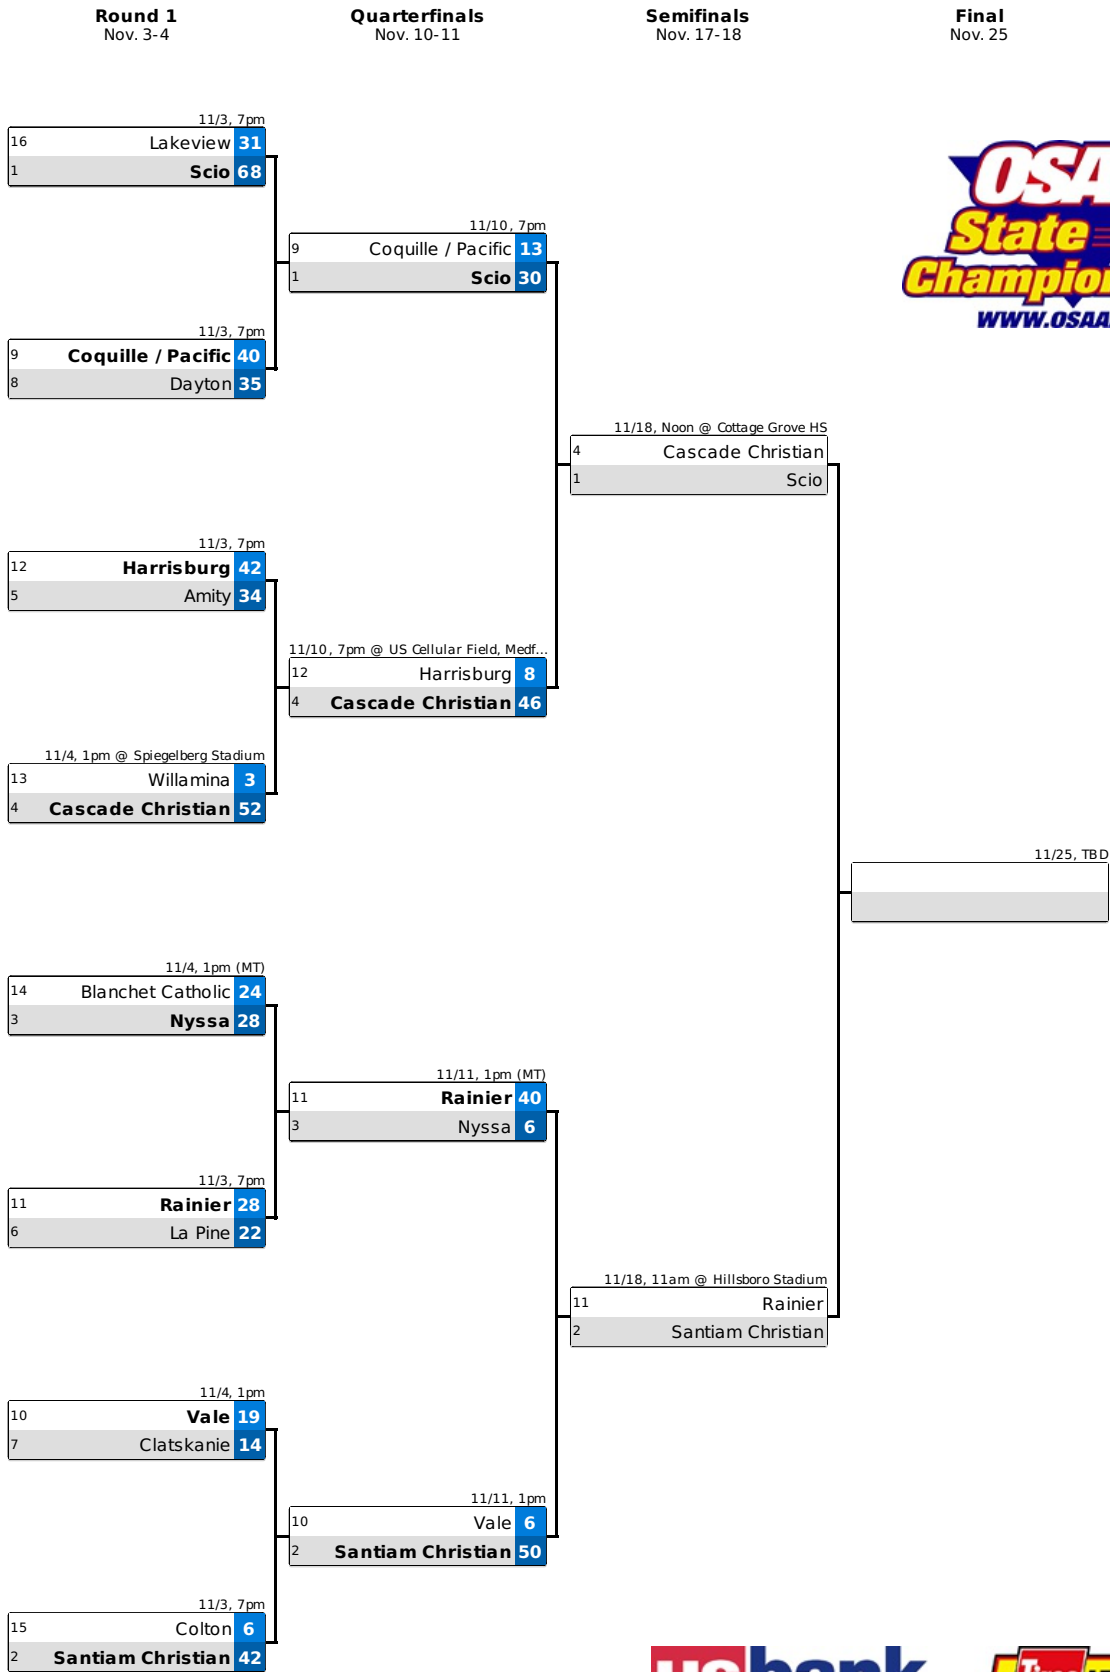 Round 1
Nov. 3-4
Quarterfinals
Nov. 10-11
Semifinals
Nov. 17-18
Final
Nov. 25
11/3, 7pm
16 Lakeview 31
1 Scio 68
11/3, 7pm
9 Coquille / Pacific 40
8 Dayton 35
11/3, 7pm
12 Harrisburg 42
5 Amity 34
11/4, 1pm @ Spiegelberg Stadium
13 Willamina 3
4 Cascade Christian 52
11/4, 1pm (MT)
14 Blanchet Catholic 24
3 Nyssa 28
11/3, 7pm
11 Rainier 28
6 La Pine 22
11/4, 1pm
10 Vale 19
7 Clatskanie 14
11/3, 7pm
15 Colton 6
2 Santiam Christian 42
11/10, 7pm
9 Coquille / Pacific 13
1 Scio 30
11/10, 7pm @ US Cellular Field, Medf...
12 Harrisburg 8
4 Cascade Christian 46
11/11, 1pm (MT)
11 Rainier 40
3 Nyssa 6
11/11, 1pm
10 Vale 6
2 Santiam Christian 50
11/18, Noon @ Cottage Grove HS
4 Cascade Christian
1 Scio
11/18, 11am @ Hillsboro Stadium
11 Rainier
2 Santiam Christian
11/25, TBD
OSA
State
Champio
WWW.OSAA
usbank